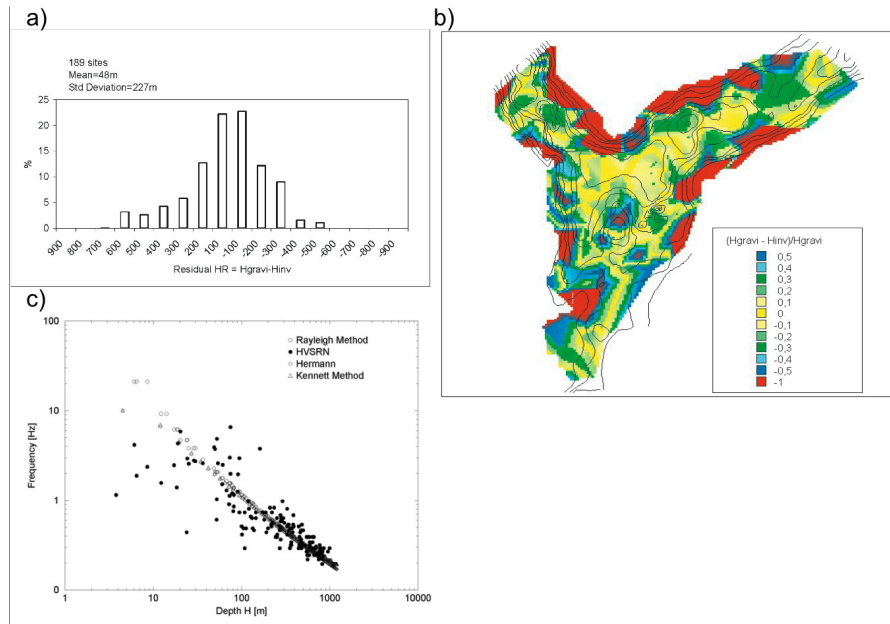 a)
189 sites
Mean=48m
Std Deviation=227m
25
20
15
10
5
0
%
900 800 700 600 500 400 300 200 100 -100 -200 -300 -400 -500 -600 -700 -800 -900
Residual HR = Hgravi-Hinv
b)
(Hgravi - Hinv)/Hgravi
0,5
0,4
0,3
0,2
0,1
0
-0,1
-0,2
-0,3
-0,4
-0,5
-1
c)
100
10
1
0
Frequency [Hz]
Rayleigh Method
HVSRN
Hermann
Kennett Method
1 10 100 1000 10000
Depth H [m]